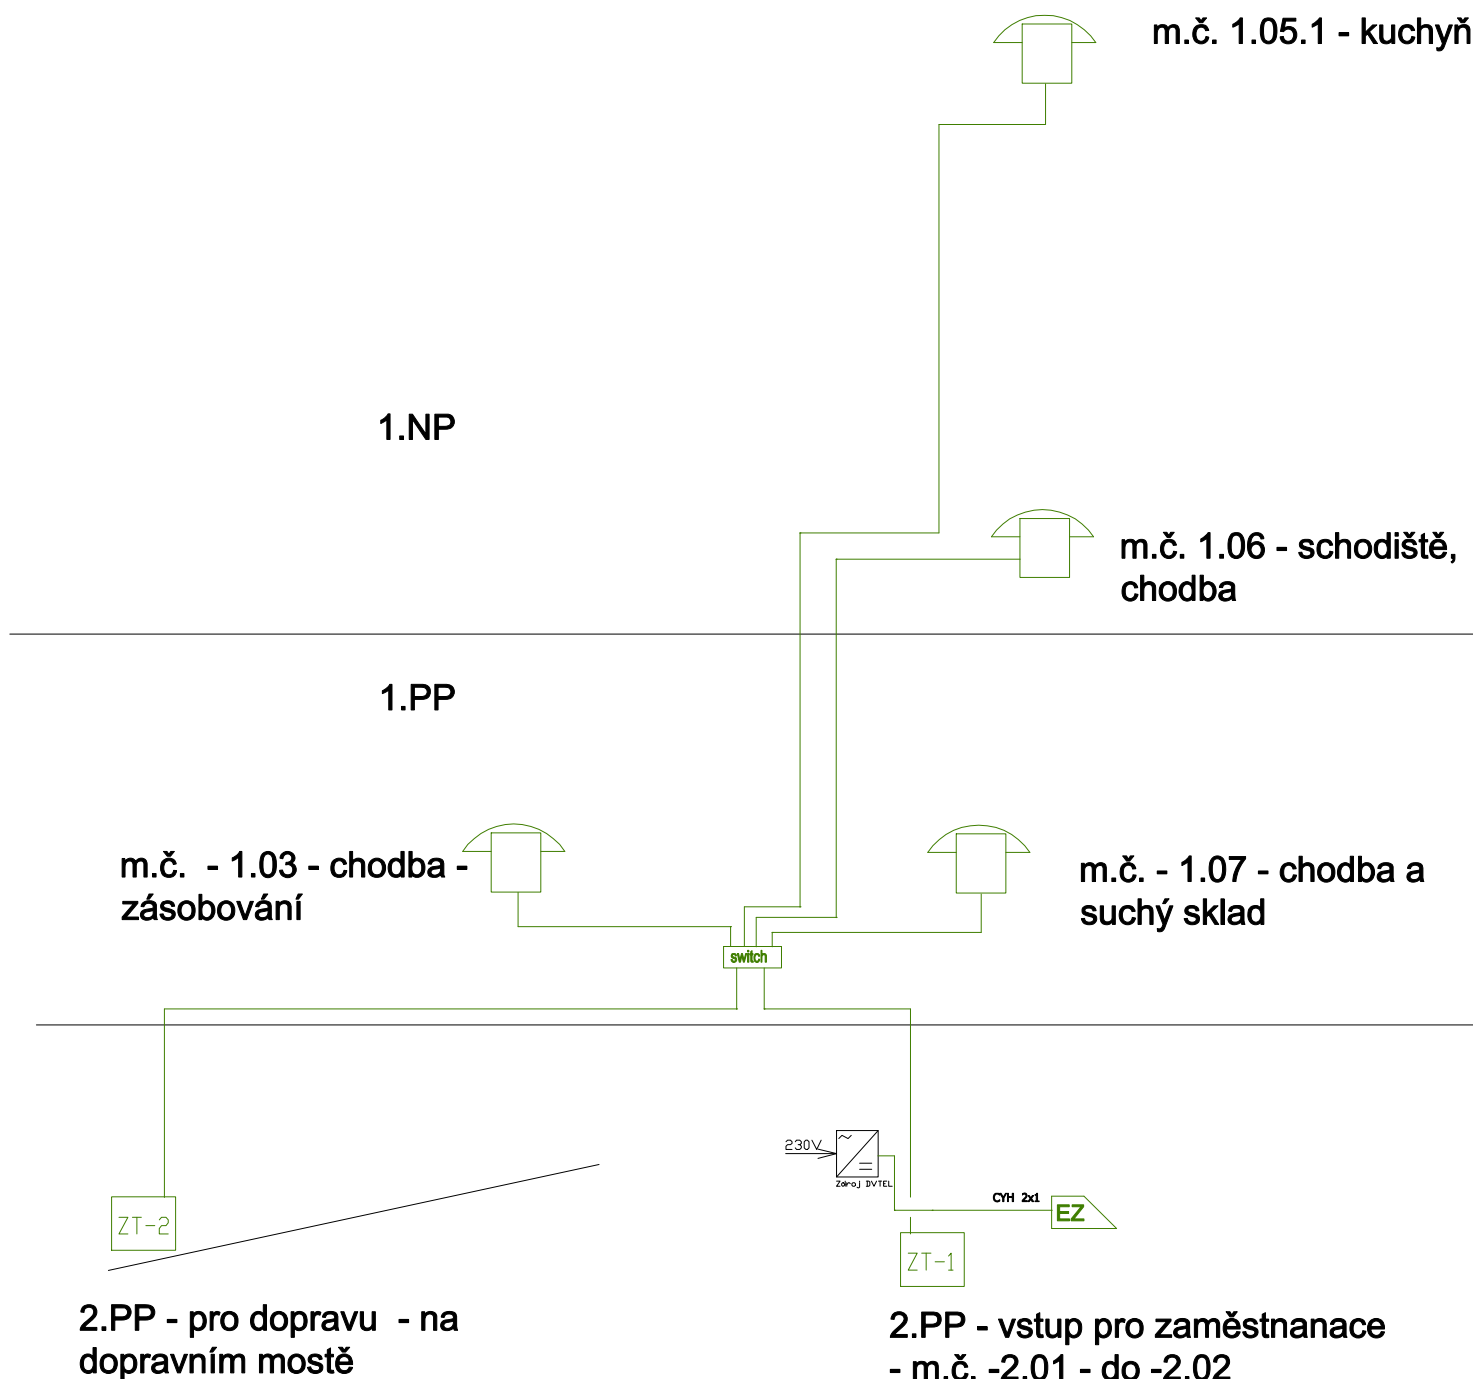 m.č. 1.05.1 - kuchyň
1.NP
m.č. 1.06 - schodiště,
chodba
1.PP
m.č.  - 1.03 - chodba -
zásobování
m.č. - 1.07 - chodba a
suchý sklad
switch
230V
Zdroj DVTEL
CYH 2x1
EZ
ZT-2
ZT-1
2.PP - pro dopravu  - na
dopravním mostě
2.PP - vstup pro zaměstnanace
- m.č. -2.01 - do -2.02